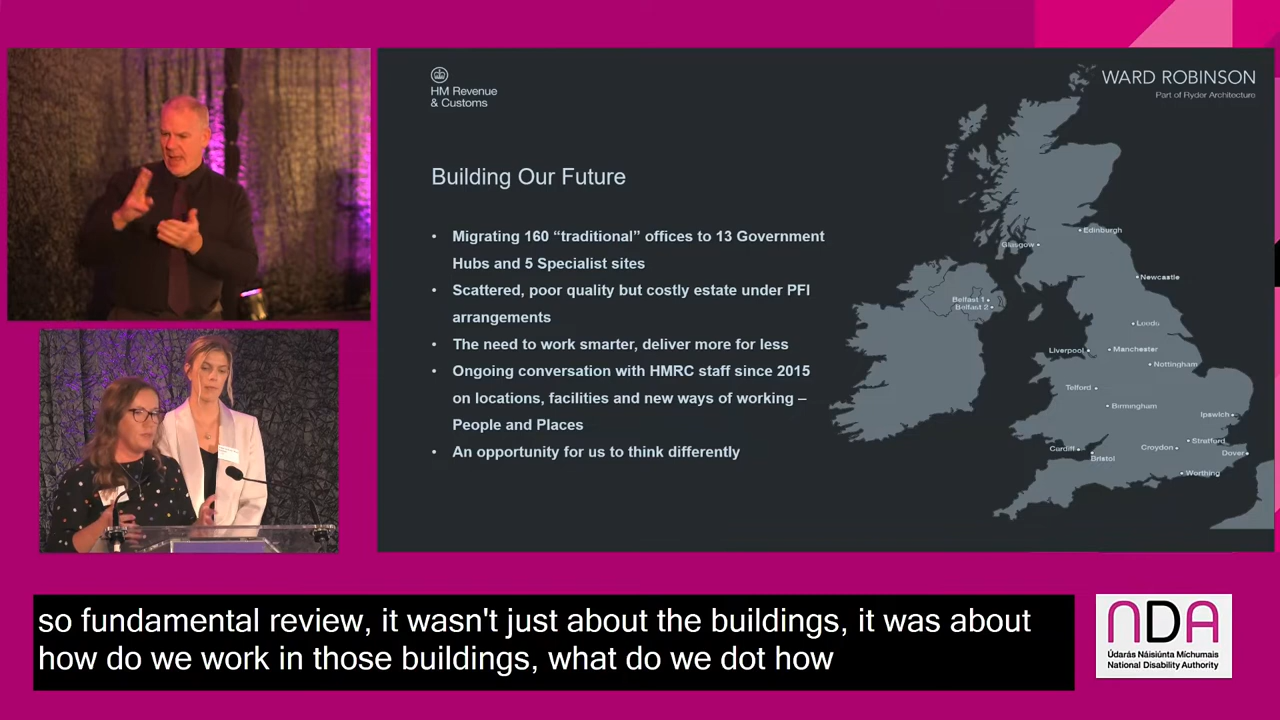 HM Revenue
& Customs
WARD ROBINSON
Part of Ryder Architecture
Building Our Future
• Migrating 160 “traditional” offices to 13 Government
Hubs and 5 Specialist sites
• Scattered, poor quality but costly estate under PFI
arrangements
• The need to work smarter, deliver more for less
• Ongoing conversation with HMRC staff since 2015
on locations, facilities and new ways of working –
People and Places
• An opportunity for us to think differently
Edinburgh
Glasgow
Newcastle
Belfast 1
Belfast 2
Leeds
Liverpool
Manchester
Nottingham
Telford
Birmingham
Ipswich
Stratford
Cardiff
Croydon
Dover
Bristol
Worthing
so fundamental review, it wasn't just about the buildings, it was about
how do we work in those buildings, what do we dot how
NDA
Údarás Náisiúnta Míchumais
National Disability Authority